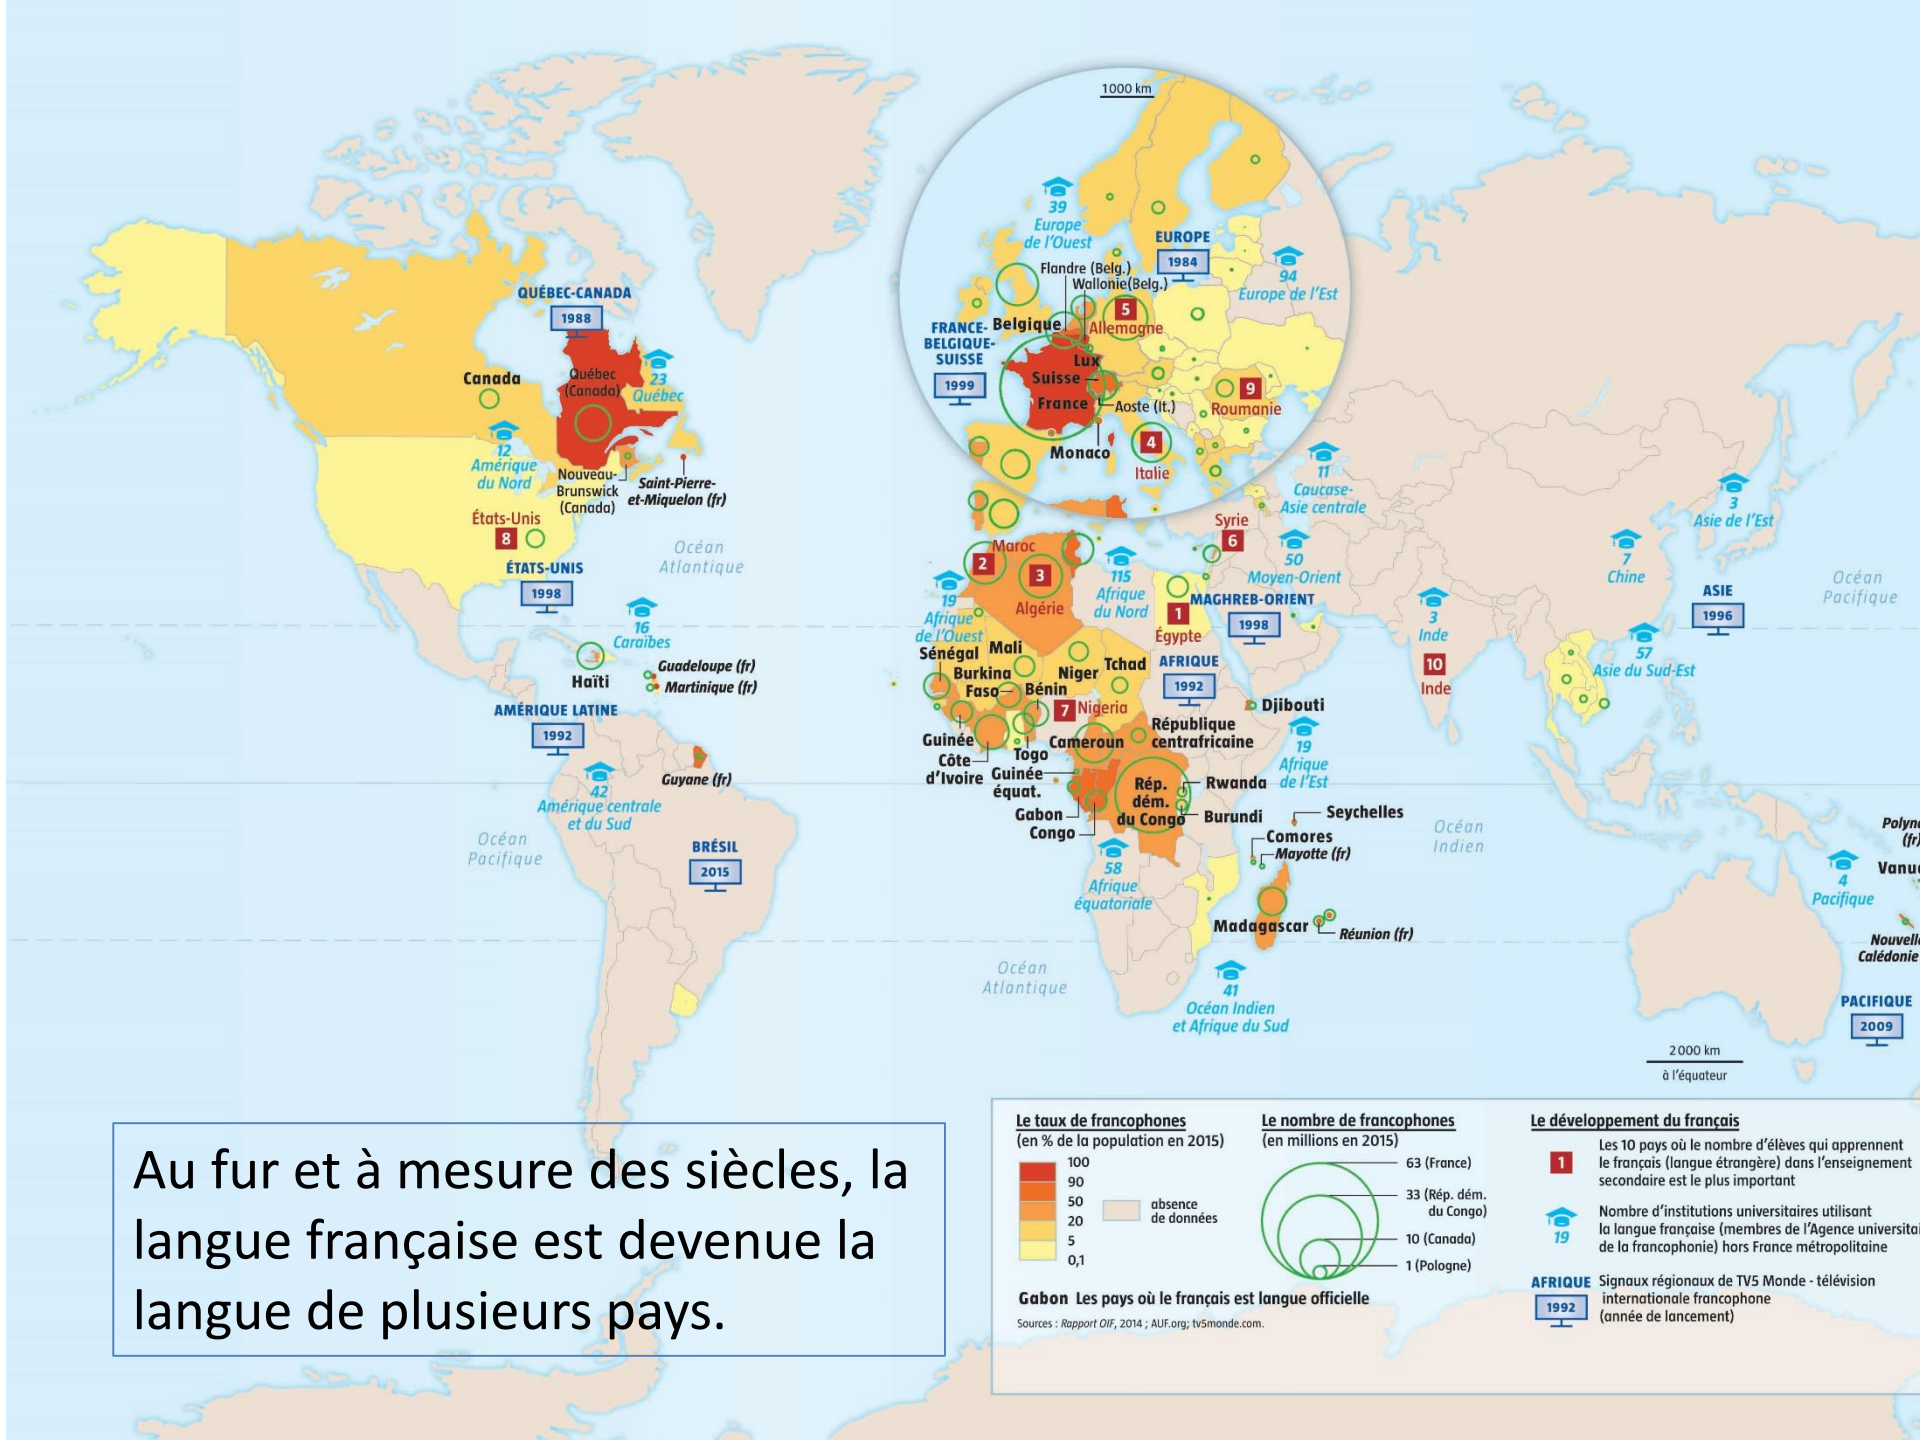 1000 km
39
Europe
de l'Ouest
EUROPE
1984
94
Europe de l'Est
Flandre (Belg.)
Wallonie(Belg.)
Belgique
5
Allemagne
FRANCE-
BELGIQUE-
SUISSE
1999
Lux
Suisse
France
Aoste (it.)
9
Roumanie
4
Italie
Monaco
QUÉBEC-CANADA
1988
Canada
Québec
(Canada)
23
Québec
12
Amérique
du Nord
Nouveau-
Brunswick
(Canada)
Saint-Pierre-
et-Miquelon (fr)
États-Unis
8
ÉTATS-UNIS
1998
Océan
Atlantique
16
Caraïbes
Haïti
Guadeloupe (fr)
Martinique (fr)
AMÉRIQUE LATINE
1992
Guyane (fr)
42
Amérique centrale
et du Sud
Océan
Pacifique
BRÉSIL
2015
11
Caucase-
Asie centrale
Syrie
6
50
Moyen-Orient
Maroc
2
3
Algérie
115
Afrique
du Nord
19
Afrique
de l'Ouest
1
Égypte
MAGHREB-ORIENT
1998
3
Asie de l'Est
7
Chine
ASIE
1996
Océan
Pacifique
3
Inde
10
Inde
57
Asie du Sud-Est
Sénégal
Mali
Burkina
Faso
Niger
Tchad
Bénin
7
Nigeria
AFRIQUE
1992
Djibouti
République
centrafricaine
Guinée
Côte
d'Ivoire
Togo
Cameroun
Guinée
équat.
Gabon
Congo
Rép.
dém.
du Congo
Rwanda
Burundi
19
Afrique
de l'Est
Seychelles
Comores
Mayotte (fr)
Océan
Indien
58
Afrique
équatoriale
Madagascar
Réunion (fr)
Océan
Atlantique
41
Océan Indien
et Afrique du Sud
(fr)
4
Pacifique
Calédonie
PACIFIQUE
2009
2 000 km
à l'équateur
Au fur et à mesure des siècles, la
langue française est devenue la
langue de plusieurs pays.
Le taux de francophones
(en % de la population en 2015)
100
90
50
20
5
0,1
absence
de données
Gabon Les pays où le français est langue officielle
Sources : Rapport OIF, 2014 ; AUF.org; tv5monde.com.
Le nombre de francophones
(en millions en 2015)
63 (France)
33 (Rép. dém.
du Congo)
10 (Canada)
1 (Pologne)
Le développement du français
1
Les 10 pays où le nombre d'élèves qui apprennent
le français (langue étrangère) dans l'enseignement
secondaire est le plus important
19
Nombre d'institutions universitaires utilisant
la langue française (membres de l'Agence
de la francophonie) hors France métropolitaine
AFRIQUE
1992
Signaux régionaux de TV5 Monde - télévision
internationale francophone
(année de lancement)